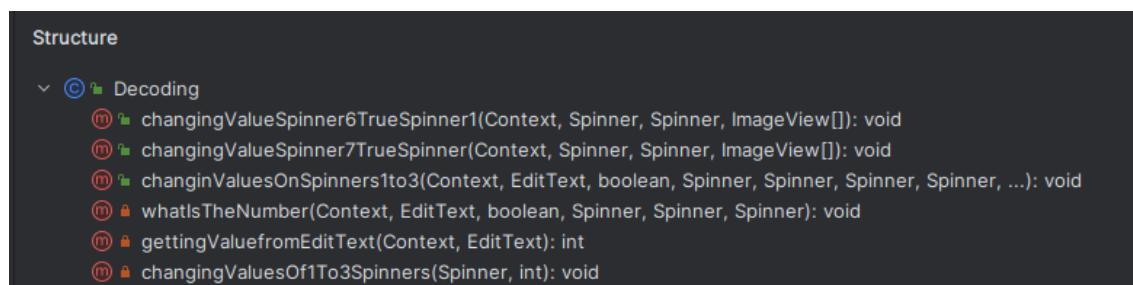 Structure
Decoding
changingValueSpinner6TrueSpinner1(Context, Spinner, Spinner, ImageView[]): void
changingValueSpinner7TrueSpinner(Context, Spinner, Spinner, ImageView[]): void
changinValuesOnSpinners1to3(Context, EditText, boolean, Spinner, Spinner, Spinner, Spinner, ...): void
whatIsTheNumber(Context, EditText, boolean, Spinner, Spinner, Spinner): void
gettingValuefromEditText(Context, EditText): int
changingValuesOf1To3Spinners(Spinner, int): void